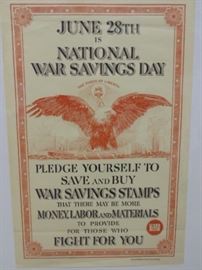 JUNE 28TH
IS
NATIONAL
WAR SAVINGS DAY
PLEDGE YOURSELF TO
SAVE AND BUY
WAR SAVINGS STAMPS
THAT THERE MAY BE MORE
MONEY, LABOR AND MATERIALS
TO PROVIDE
FOR THOSE WHO
FIGHT FOR YOU